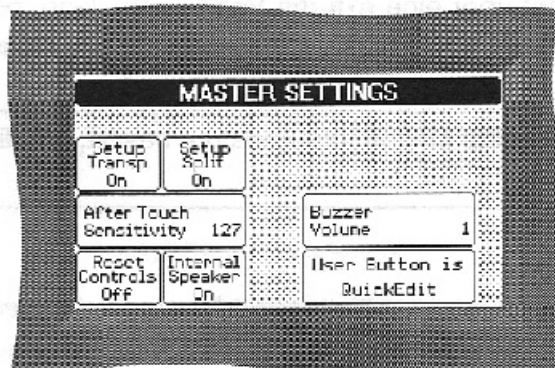 MASTER SETTINGS
Setup Transp On
Setup Split On
After Touch Sensitivity 127
Buzzer Volume 1
Reset Controls Off
Internal Speaker On
User Button is QuickEdit